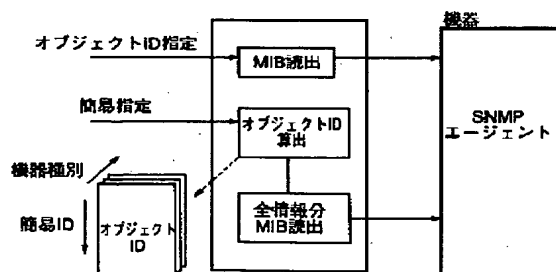 機器
オブジェクトID指定
MIB読出
簡易指定
オブジェクトID
算出
SNMP
エージェント
機器種別
簡易ID
オブジェクト
ID
全情報分
MIB読出